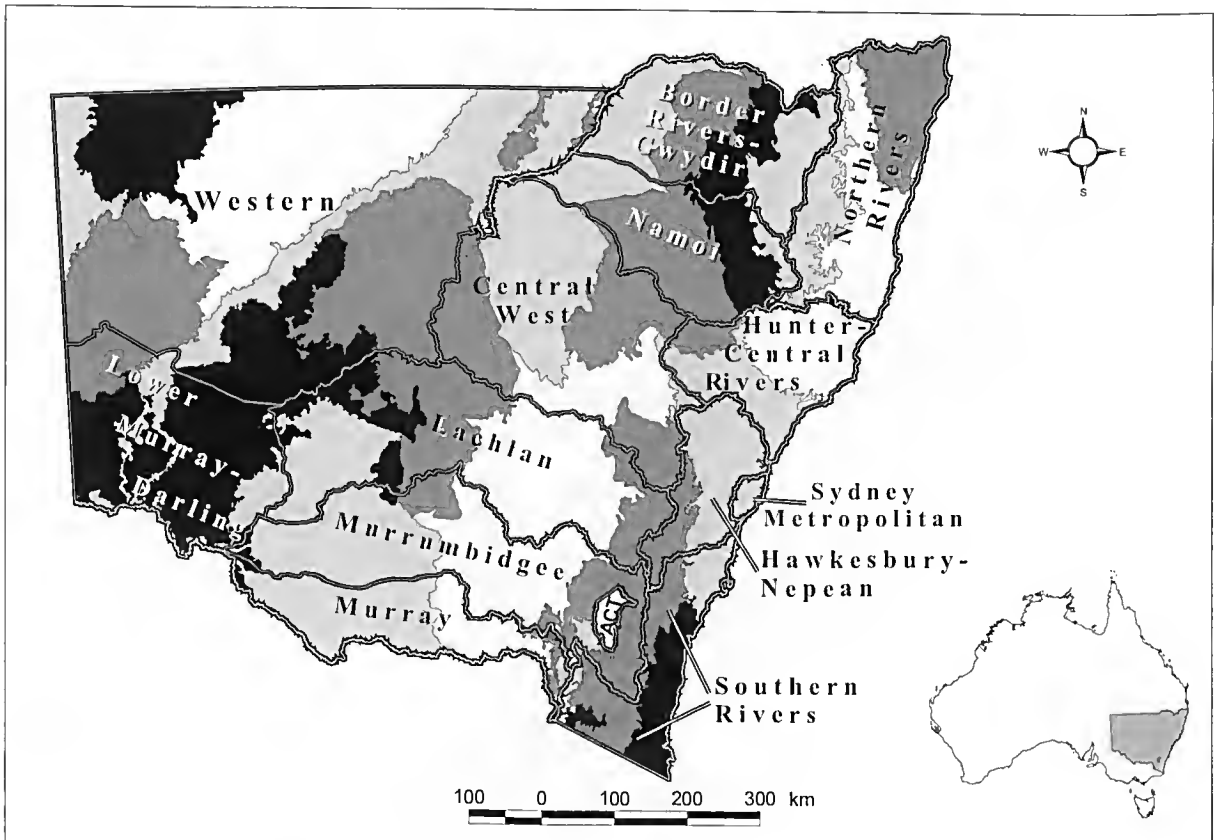 Border
Rivers-
Gwydir
Northern
Rivers
N
W
E
S
Western
Namoi
Central
West
Hunter-
Central
Rivers
Lower
Murray-
Darling
Lachlan
Sydney
Metropolitan
Murrumbidgee
Hawkesbury-
Nepean
Murray
ACT
Southern
Rivers
100 0 100 200 300 km